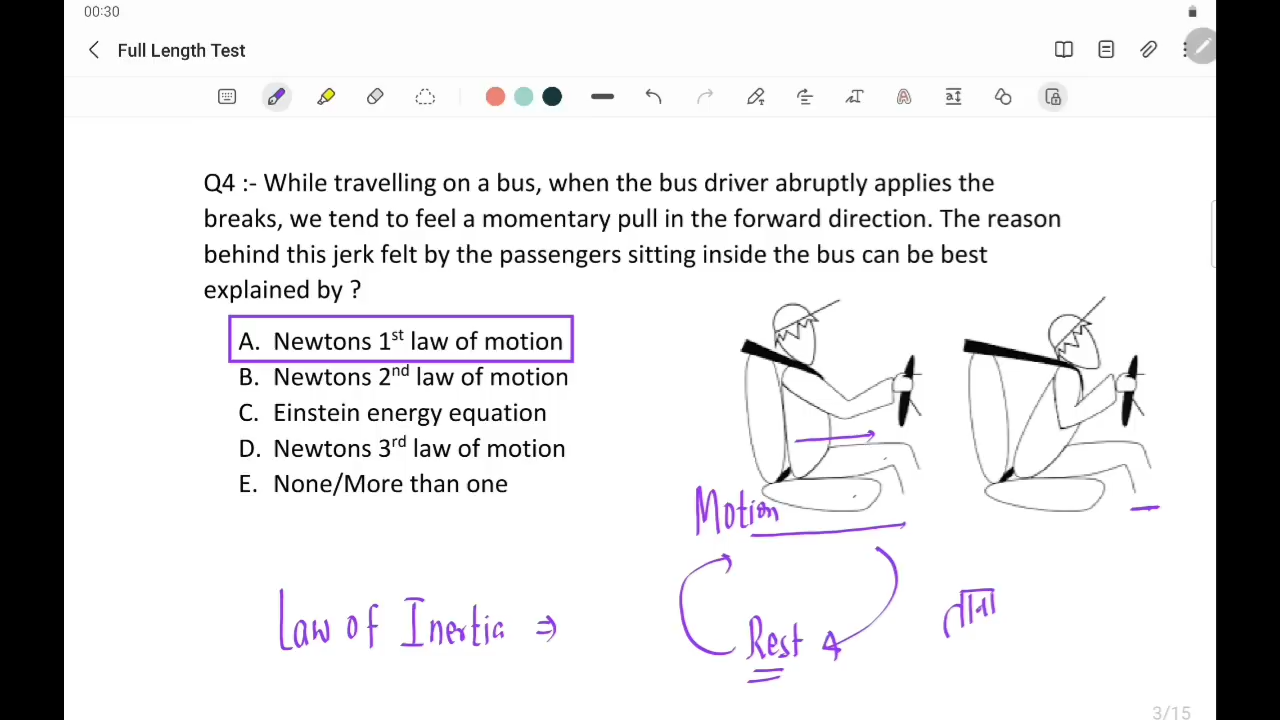 00:30
Full Length Test
Q4 :- While travelling on a bus, when the bus driver abruptly applies the
breaks, we tend to feel a momentary pull in the forward direction. The reason
behind this jerk felt by the passengers sitting inside the bus can be best
explained by ?
A. Newtons 1st law of motion
B. Newtons 2nd law of motion
C. Einstein energy equation
D. Newtons 3rd law of motion
E. None/More than one
Motion
Law of Inertia ⇒
Rest
3/15